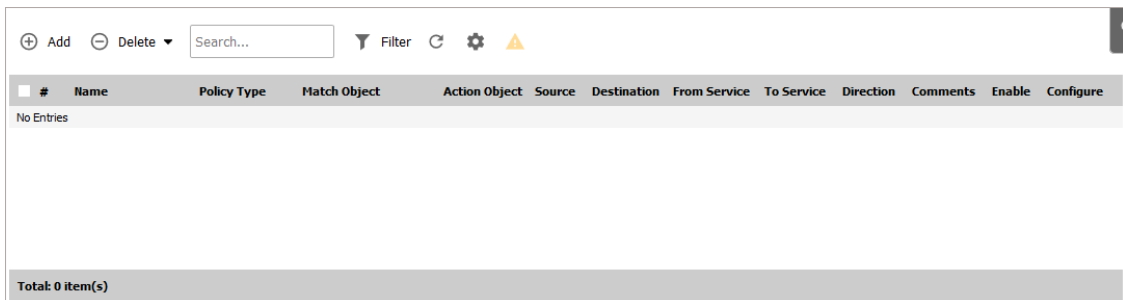 Add Delete Search... Filter
# Name Policy Type Match Object Action Object Source Destination From Service To Service Direction Comments Enable Configure
No Entries
Total: 0 item(s)